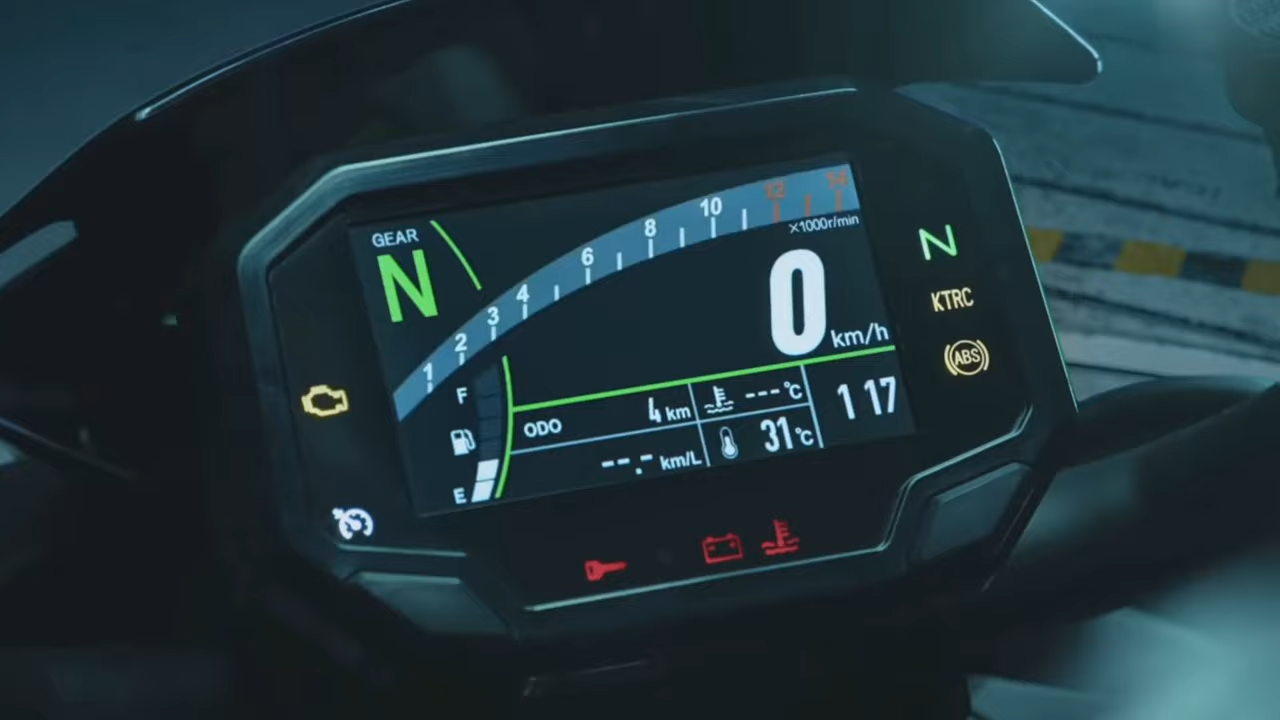 GEAR
N
1 2 3 4 6 8 10 12 14
×1000r/min
0 km/h
N
KTRC
ABS
F
E
ODO 4 km
--.- km/L
---°C
31°C
1 17